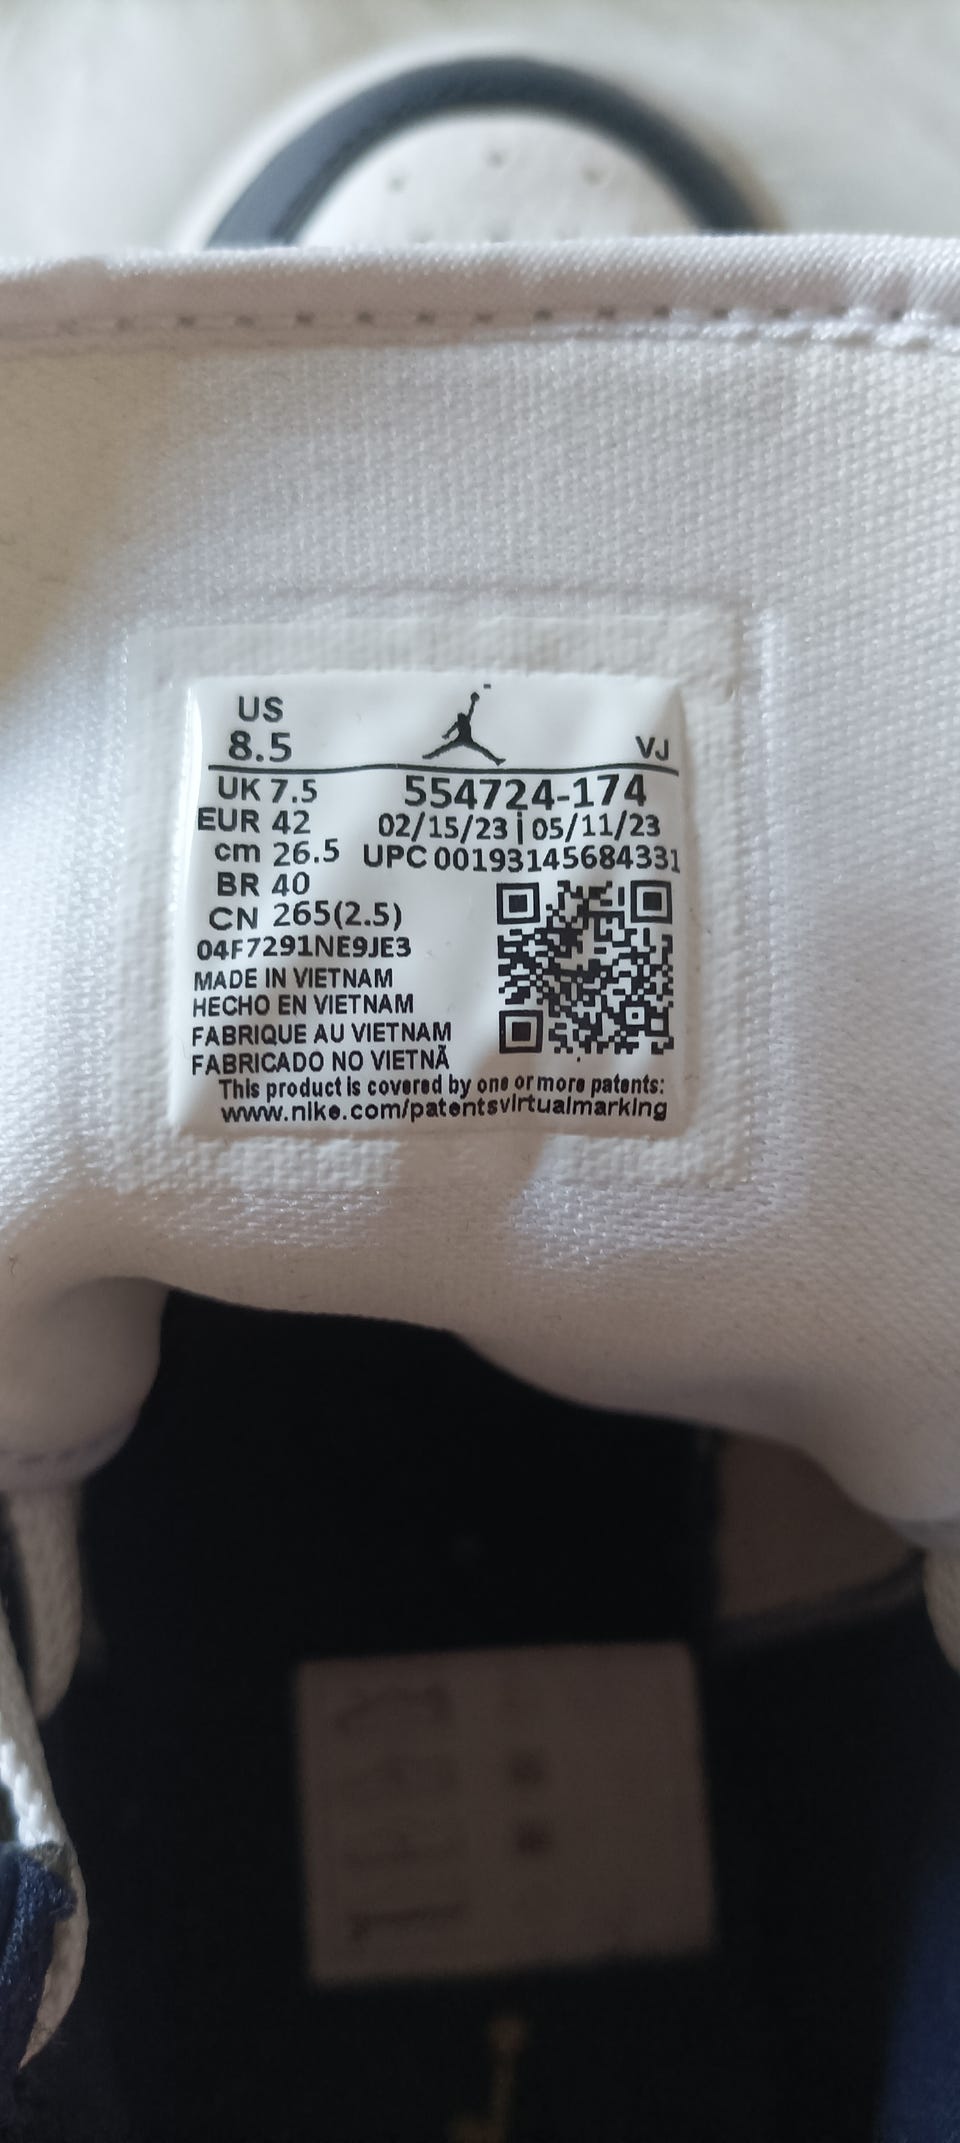 US
8.5
VJ
UK 7.5
554724-174
EUR 42
02/15/23 | 05/11/23
cm 26.5
UPC 00193145684331
BR 40
CN 265(2.5)
04F7291NE9JE3
MADE IN VIETNAM
HECHO EN VIETNAM
FABRIQUE AU VIETNAM
FABRICADO NO VIETNÃ
This product is covered by one or more patents:
www.nike.com/patentsvirtualmarking